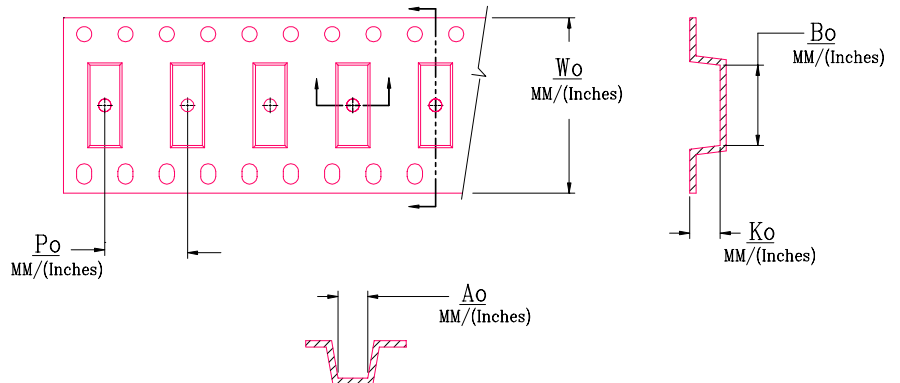 Wo
MM/(Inches)
Bo
MM/(Inches)
Po
MM/(Inches)
Ko
MM/(Inches)
Ao
MM/(Inches)